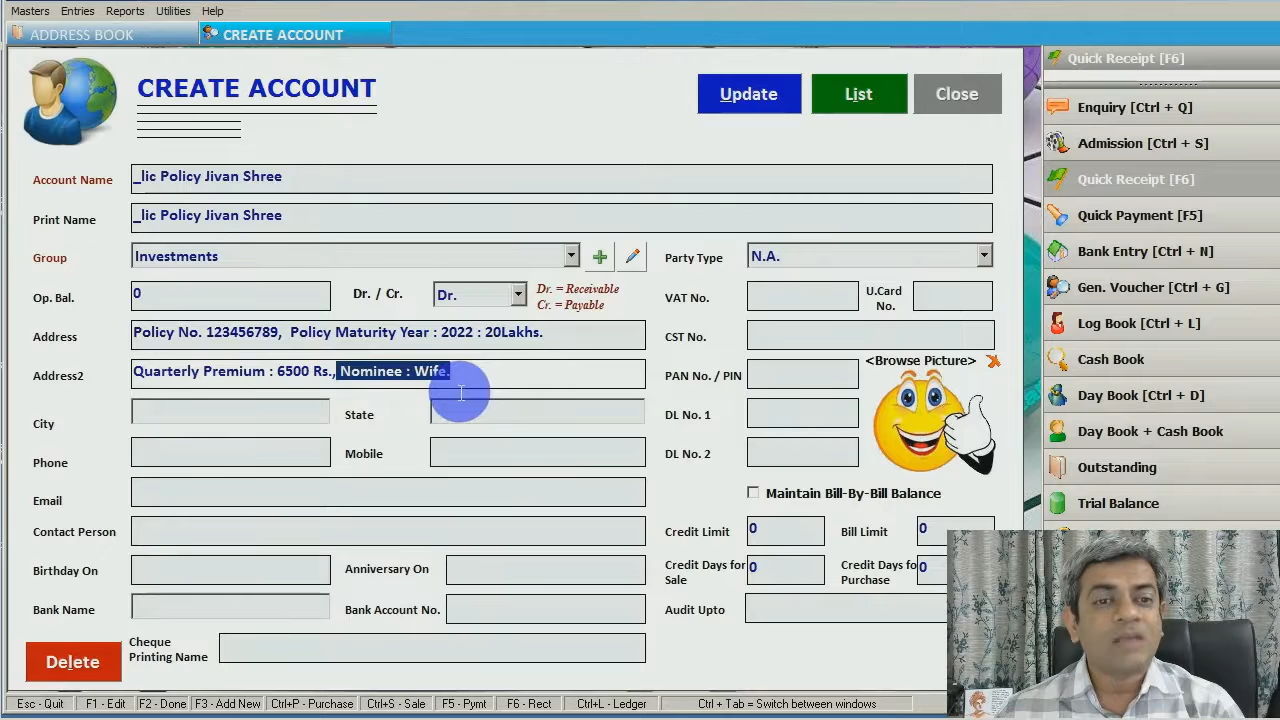 Masters Entries Reports Utilities Help
ADDRESS BOOK CREATE ACCOUNT
CREATE ACCOUNT
Update List Close
Account Name _lic Policy Jivan Shree
Print Name _lic Policy Jivan Shree
Group Investments Party Type N.A.
Op. Bal. 0 Dr. / Cr. Dr. Dr. = Receivable
Cr. = Payable
VAT No. U.Card
No.
Address Policy No. 123456789, Policy Maturity Year : 2022 : 20Lakhs. CST No.
<Browse Picture>
Address2 Quarterly Premium : 6500 Rs., Nominee : Wife. PAN No. / PIN
City State DL No. 1
Phone Mobile DL No. 2
Email Maintain Bill-By-Bill Balance
Contact Person Credit Limit 0 Bill Limit 0
Birthday On Anniversary On Credit Days for
Sale 0 Credit Days fo
Purchase 0
Bank Name Bank Account No. Audit Upto
Delete Cheque
Printing Name
Esc - Quit F1 - Edit F2 - Done F3 - Add New Ctrl+S - Sale F5 - Pymt F6 - Rect Ctrl+L - Ledger Ctrl + Tab = Switch between windows
Quick Receipt [F6]
Enquiry [Ctrl + Q]
Admission [Ctrl + S]
Quick Receipt [F6]
Quick Payment [F5]
Bank Entry [Ctrl + N]
Gen. Voucher [Ctrl + G]
Log Book [Ctrl + L]
Cash Book
Day Book [Ctrl + D]
Day Book + Cash Book
Outstanding
Trial Balance